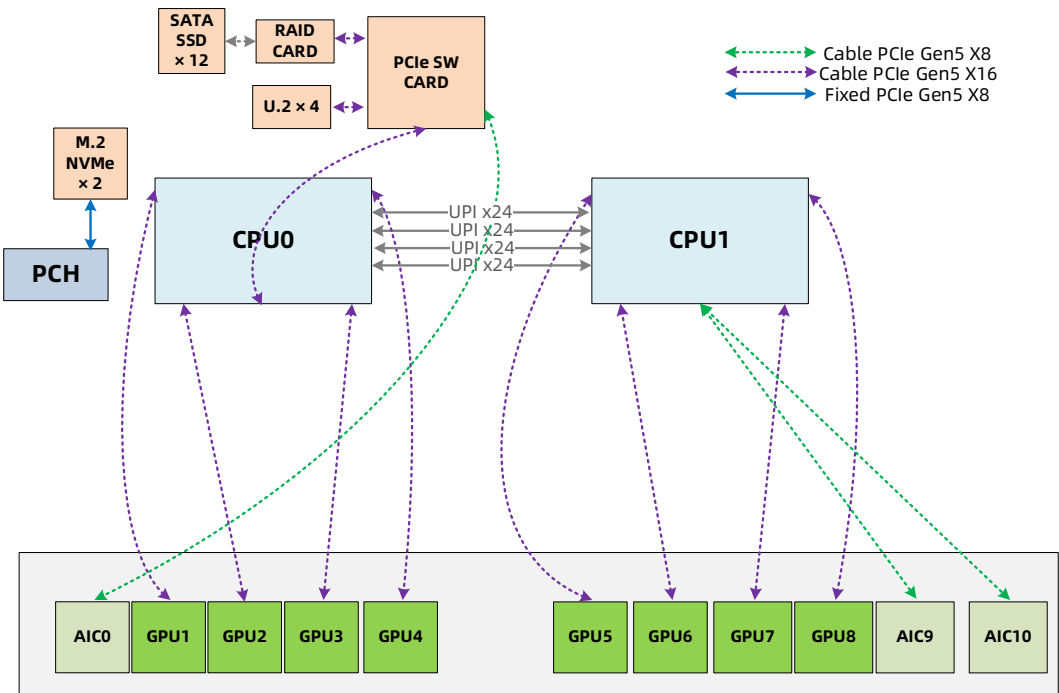 SATA
SSD
× 12
RAID
CARD
PCIe SW
CARD
U.2 × 4
Cable PCIe Gen5 X8
Cable PCIe Gen5 X16
Fixed PCIe Gen5 X8
M.2
NVMe
× 2
PCH
CPU0
UPI x24
UPI x24
UPI x24
UPI x24
CPU1
AIC0
GPU1
GPU2
GPU3
GPU4
GPU5
GPU6
GPU7
GPU8
AIC9
AIC10